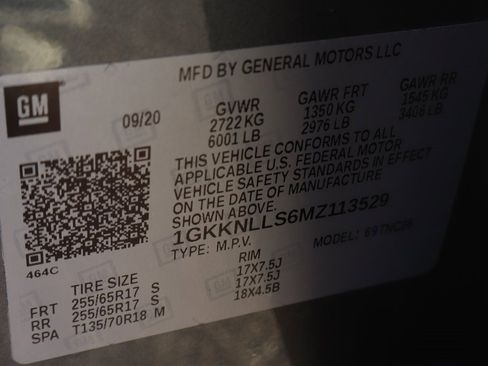 MFD BY GENERAL MOTORS LLC
GM
09/20 GVWR GAWR FRT GAWR RR
2722 KG 1350 KG 1545 KG
6001 LB 2976 LB 3406 LB
THIS VEHICLE CONFORMS TO ALL
APPLICABLE U.S. FEDERAL MOTOR
VEHICLE SAFETY STANDARDS IN EFFECT
ON THE DATE OF MANUFACTURE
SHOWN ABOVE.
1GKKNLLS6MZ113529
TYPE: M.P.V. MODEL: 69TNC26
464C
TIRE SIZE RIM
FRT 255/65R17 S 17X7.5J
RR 255/65R17 S 17X7.5J
SPA T135/70R18 M 18X4.5B